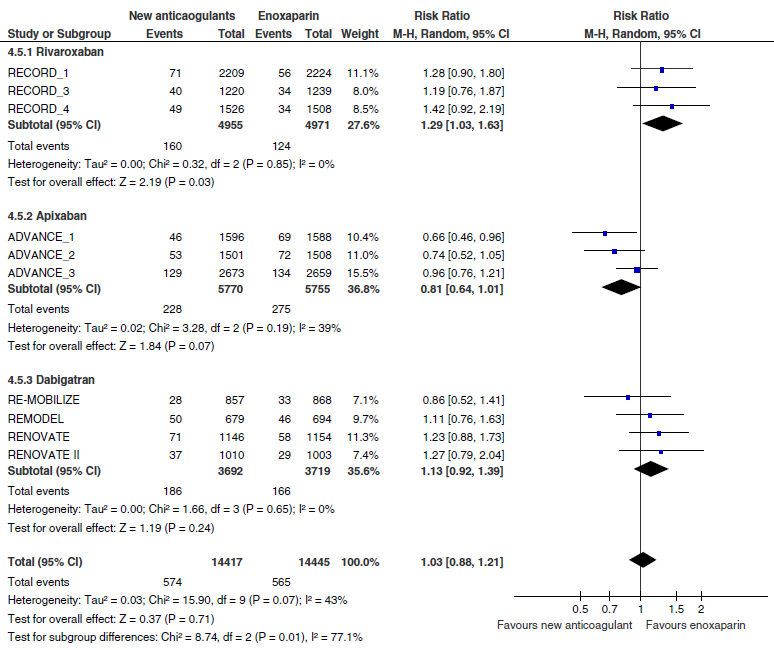 New anticaogulants Enoxaparin Risk Ratio Risk Ratio
Study or Subgroup Events Total Events Total Weight M-H, Random, 95% CI M-H, Random, 95% CI
4.5.1 Rivaroxaban
RECORD_1 71 2209 56 2224 11.1% 1.28 [0.90, 1.80]
RECORD_3 40 1220 34 1239 8.0% 1.19 [0.76, 1.87]
RECORD_4 49 1526 34 1508 8.5% 1.42 [0.92, 2.19]
Subtotal (95% CI) 4955 4971 27.6% 1.29 [1.03, 1.63]
Total events 160 124
Heterogeneity: Tau² = 0.00; Chi² = 0.32, df = 2 (P = 0.85); I² = 0%
Test for overall effect: Z = 2.19 (P = 0.03)
4.5.2 Apixaban
ADVANCE_1 46 1596 69 1588 10.4% 0.66 [0.46, 0.96]
ADVANCE_2 53 1501 72 1508 11.0% 0.74 [0.52, 1.05]
ADVANCE_3 129 2673 134 2659 15.5% 0.96 [0.76, 1.21]
Subtotal (95% CI) 5770 5755 36.8% 0.81 [0.64, 1.01]
Total events 228 275
Heterogeneity: Tau² = 0.02; Chi² = 3.28, df = 2 (P = 0.19); I² = 39%
Test for overall effect: Z = 1.84 (P = 0.07)
4.5.3 Dabigatran
RE-MOBILIZE 28 857 33 868 7.1% 0.86 [0.52, 1.41]
REMODEL 50 679 46 694 9.7% 1.11 [0.76, 1.63]
RENOVATE 71 1146 58 1154 11.3% 1.23 [0.88, 1.73]
RENOVATE II 37 1010 29 1003 7.4% 1.27 [0.79, 2.04]
Subtotal (95% CI) 3692 3719 35.6% 1.13 [0.92, 1.39]
Total events 186 166
Heterogeneity: Tau² = 0.00; Chi² = 1.66, df = 3 (P = 0.65); I² = 0%
Test for overall effect: Z = 1.19 (P = 0.24)
Total (95% CI) 14417 14445 100.0% 1.03 [0.88, 1.21]
Total events 574 565
Heterogeneity: Tau² = 0.03; Chi² = 15.90, df = 9 (P = 0.07); I² = 43%
Test for overall effect: Z = 0.37 (P = 0.71)
Test for subgroup differences: Chi² = 8.74, df = 2 (P = 0.01), I² = 77.1%
0.5 0.7 1 1.5 2
Favours new anticoagulant Favours enoxaparin